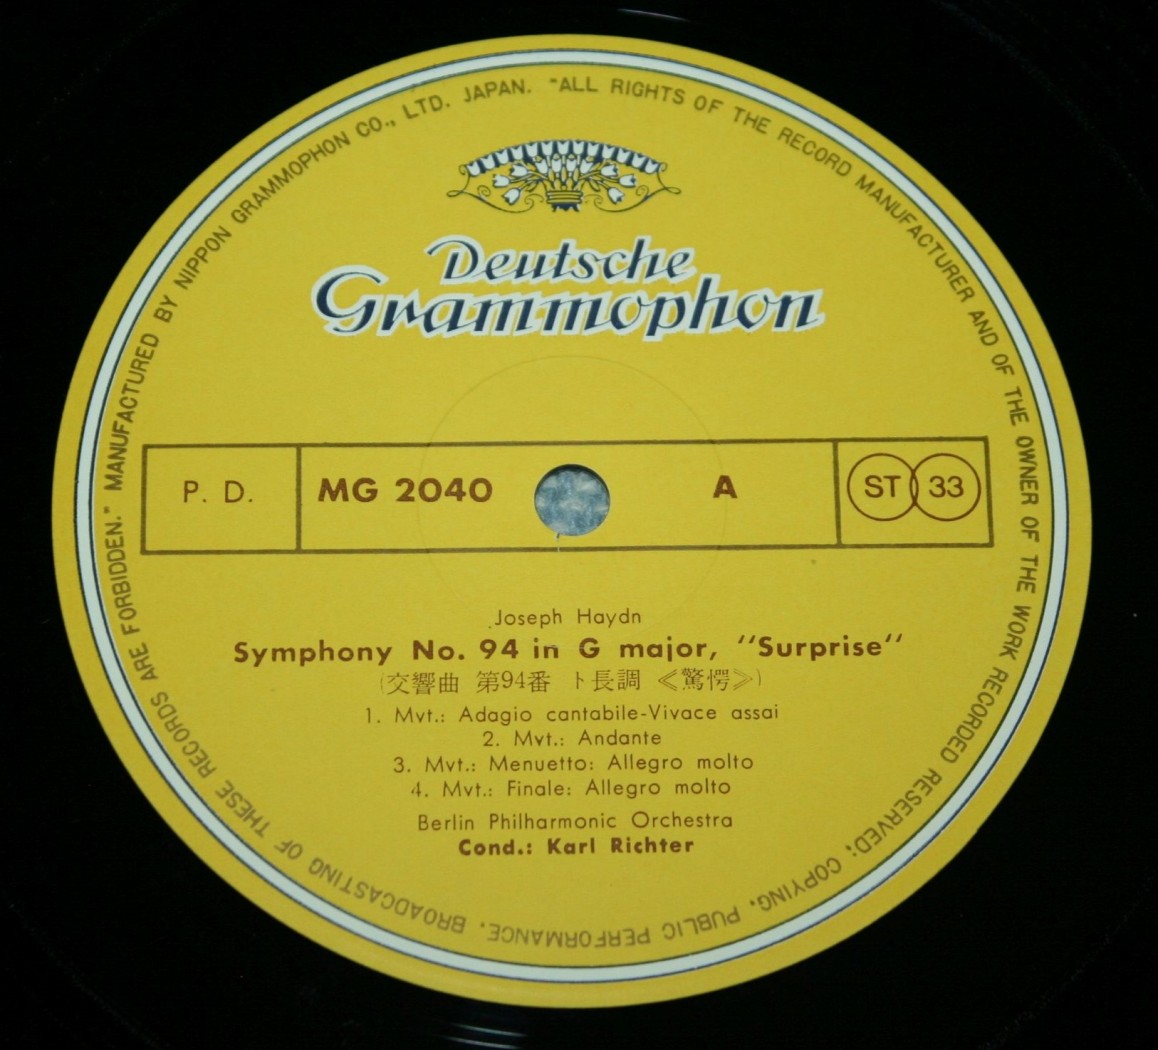 MANUFACTURED BY NIPPON GRAMMOPHON CO., LTD. JAPAN. "ALL RIGHTS OF THE RECORD MANUFACTURER AND OF THE OWNER OF THE WORK RECORDED RESERVED; COPYING, PUBLIC PERFORMANCE, BROADCASTING OF THESE RECORDS ARE FORBIDDEN."
Deutsche
Grammophon
P. D. MG 2040 A ST 33
Joseph Haydn
Symphony No. 94 in G major, "Surprise"
(交響曲 第94番 ト長調 《驚愕》)
1. Mvt.: Adagio cantabile-Vivace assai
2. Mvt.: Andante
3. Mvt.: Menuetto: Allegro molto
4. Mvt.: Finale: Allegro molto
Berlin Philharmonic Orchestra
Cond.: Karl Richter